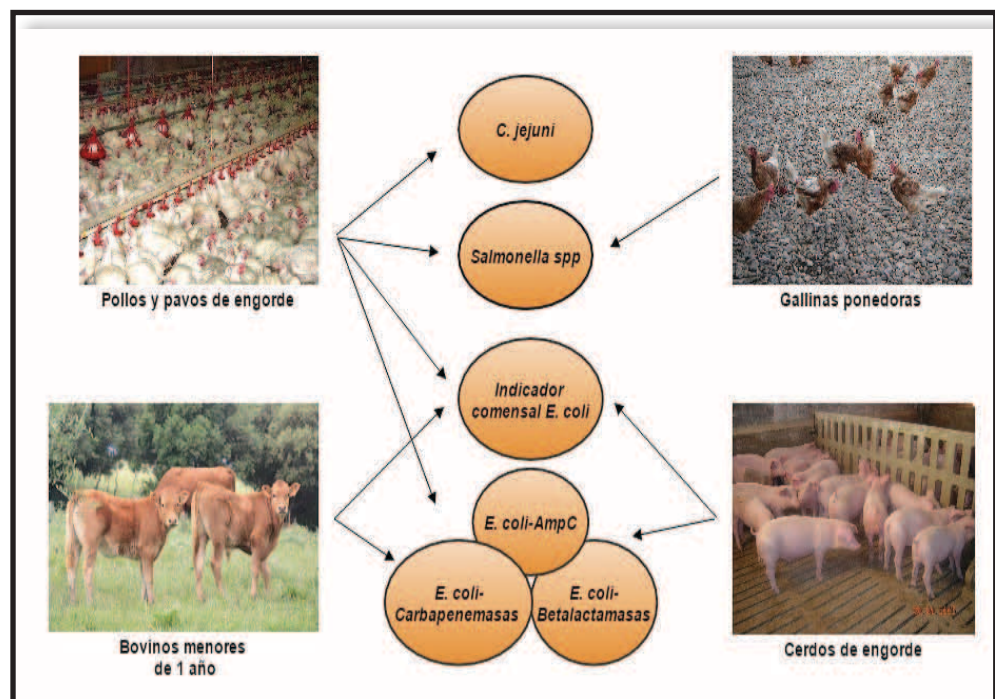 C. jejuni
Pollos y pavos de engorde
Salmonella spp
Gallinas ponedoras
Indicador
comensal E. coli
E. coli-AmpC
E. coli-
Carbapenemasas
E. coli-
Betalactamasas
Bovinos menores
de 1 año
Cerdos de engorde